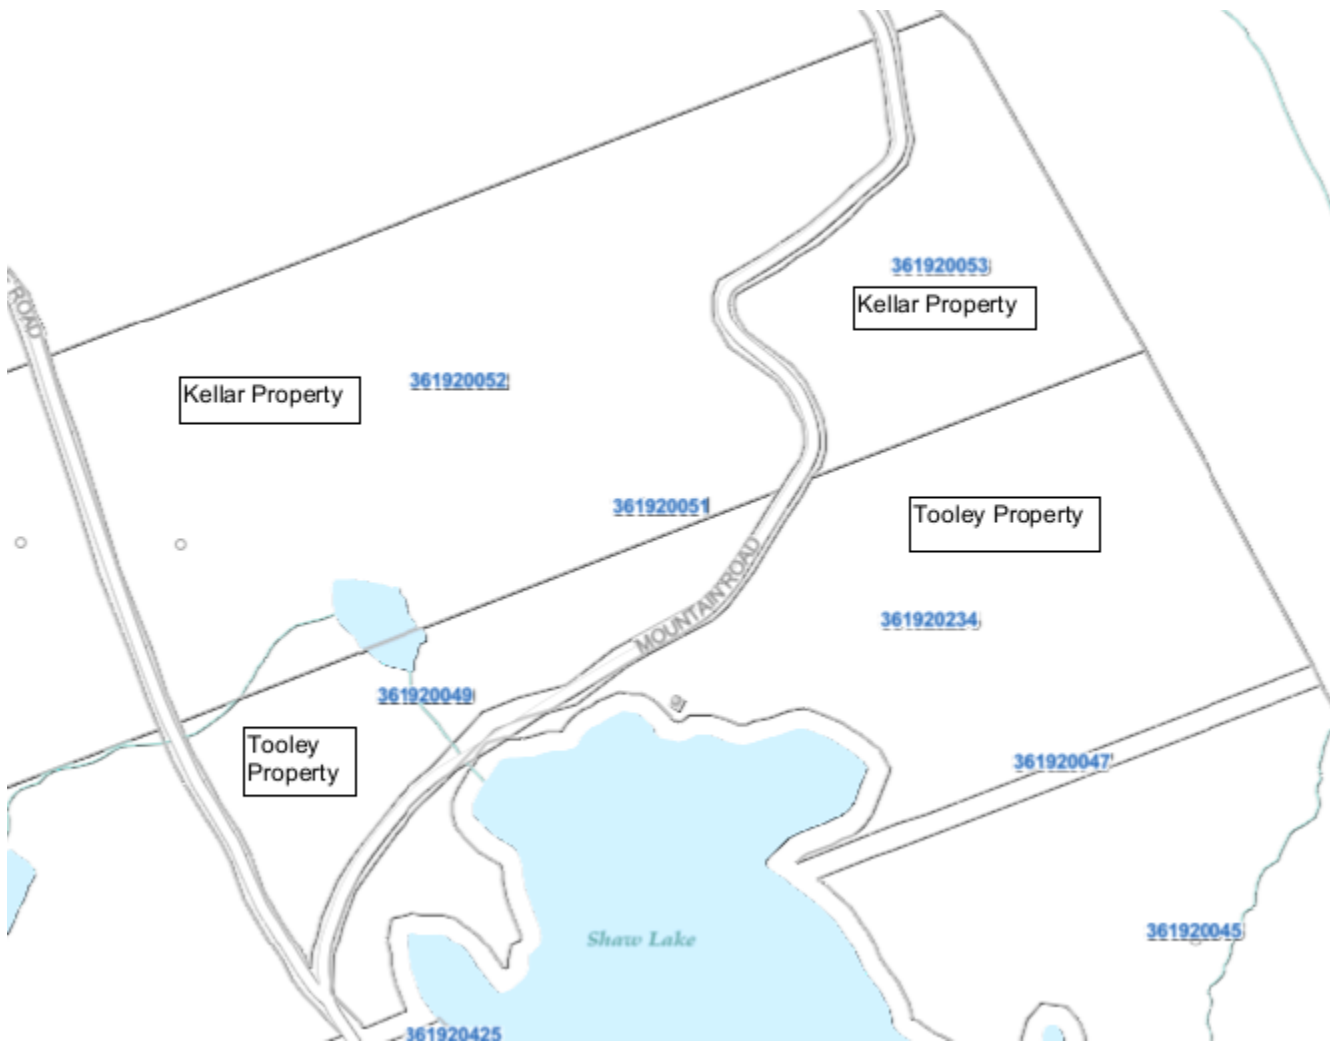 ROAD
361920053
Kellar Property
361920052
Kellar Property
361920051
Tooley Property
MOUNTAIN ROAD
361920234
361920049
Tooley
Property
361920047
Shaw Lake
361920045
361920425